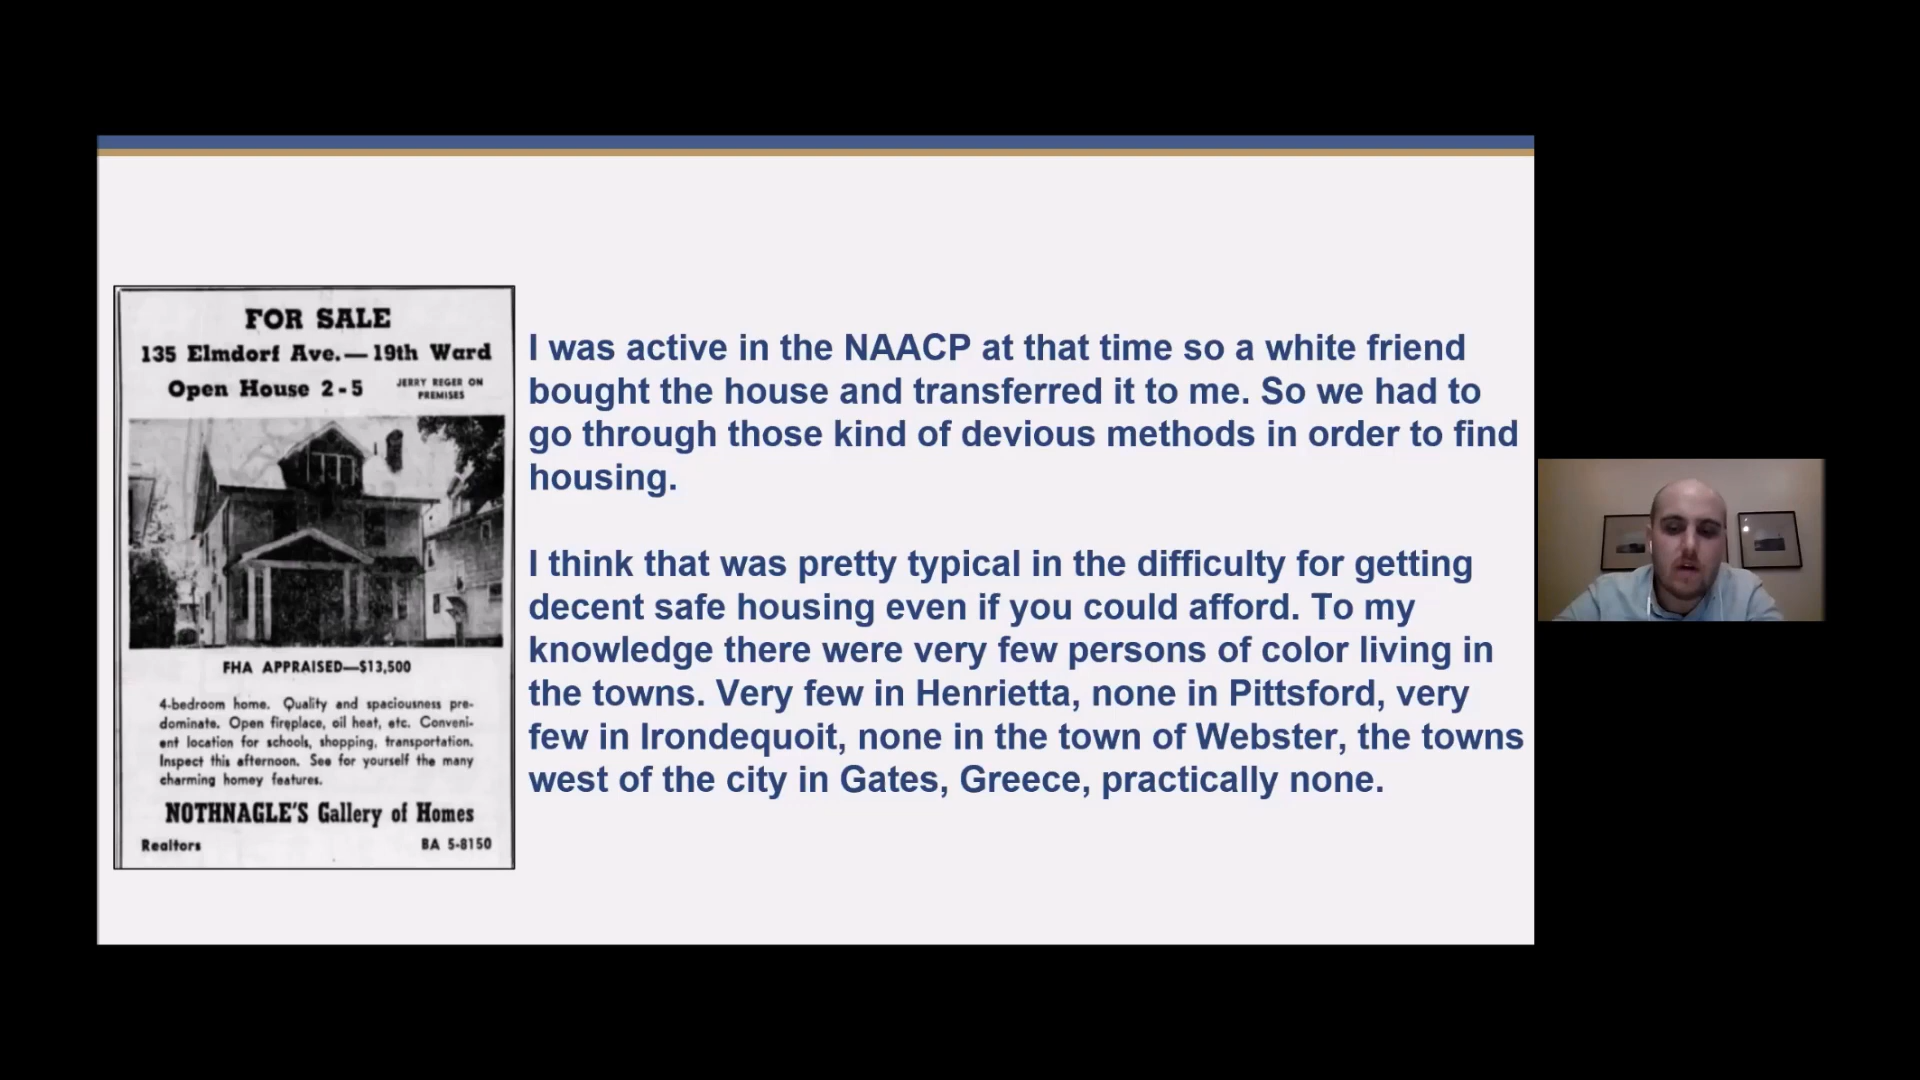 FOR SALE
135 Elmdorf Ave.—19th Ward
Open House 2-5
JERRY REGER ON
PREMISES
FHA APPRAISED—$13,500
4-bedroom home. Quality and spaciousness pre-
dominate. Open fireplace, oil heat, etc. Conveni-
ent location for schools, shopping, transportation.
Inspect this afternoon. See for yourself the many
charming homey features.
NOTHNAGLE'S Gallery of Homes
Realtors BA 5-8150
I was active in the NAACP at that time so a white friend
bought the house and transferred it to me. So we had to
go through those kind of devious methods in order to find
housing.
I think that was pretty typical in the difficulty for getting
decent safe housing even if you could afford. To my
knowledge there were very few persons of color living in
the towns. Very few in Henrietta, none in Pittsford, very
few in Irondequoit, none in the town of Webster, the towns
west of the city in Gates, Greece, practically none.